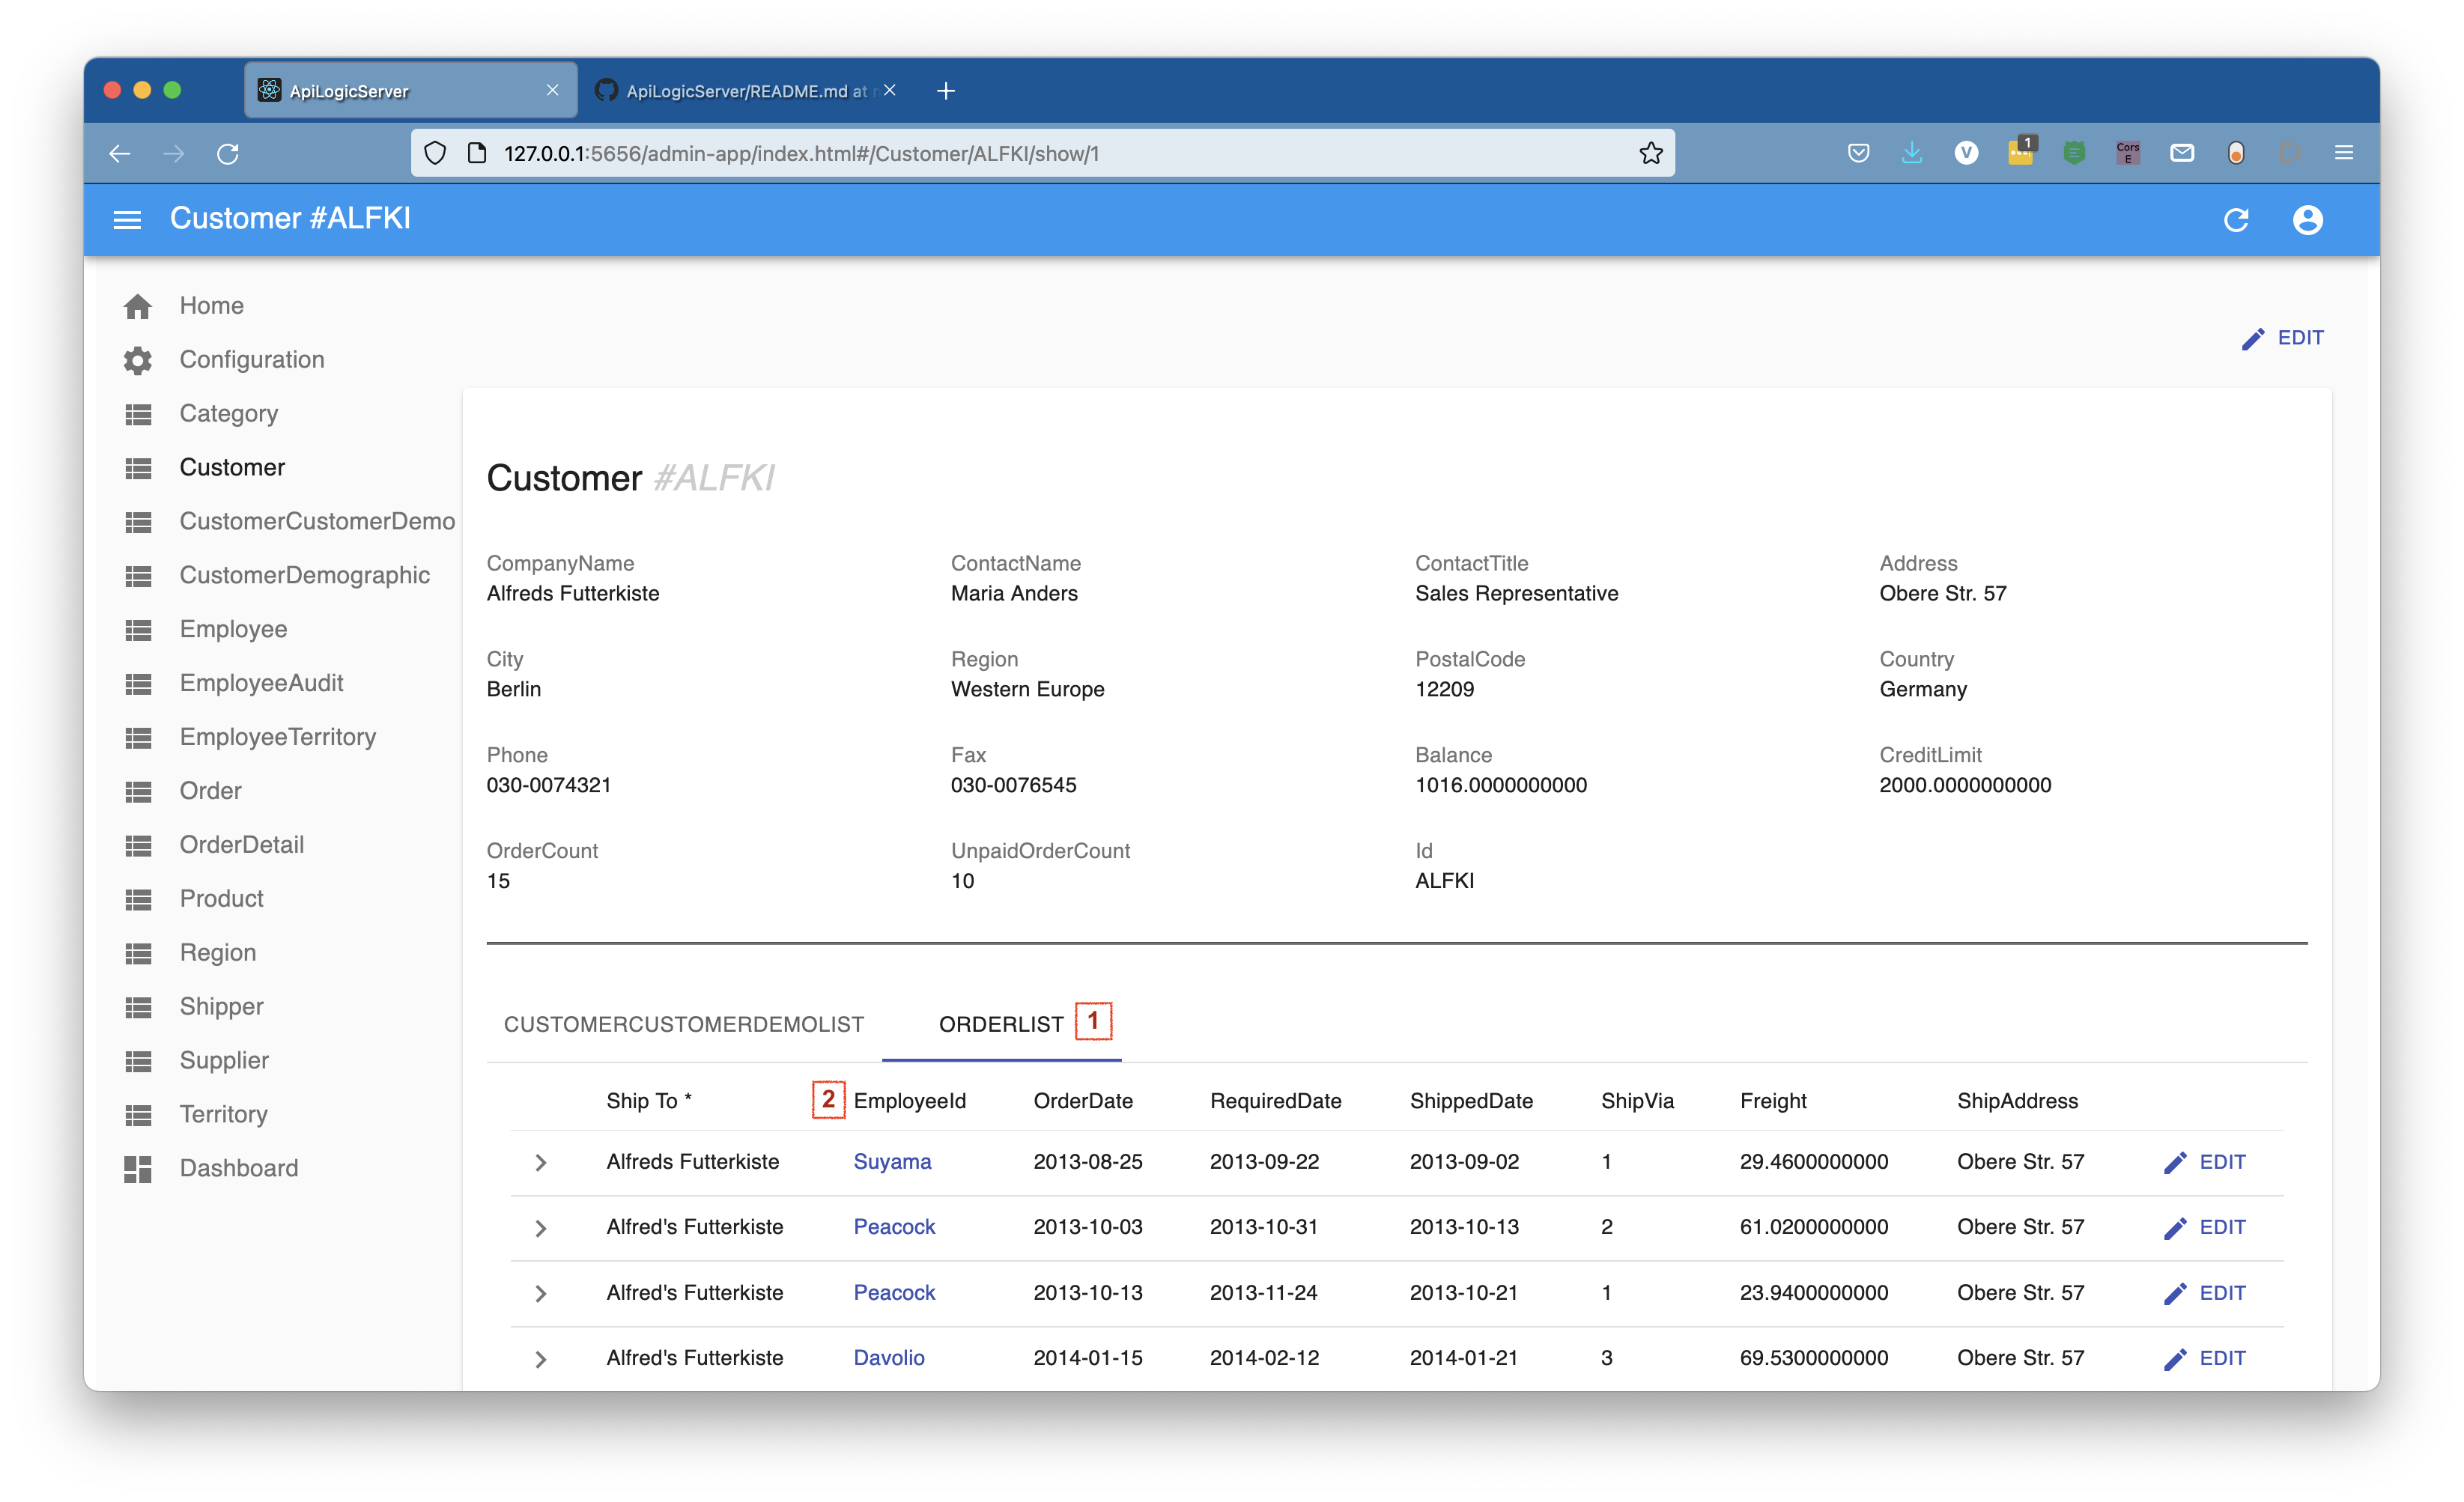 ApiLogicServer ApiLogicServer/README.md at
127.0.0.1:5656/admin-app/index.html#/Customer/ALFKI/show/1 V 1 Cors E
Customer #ALFKI
Home
Configuration
Category
Customer
CustomerCustomerDemo
CustomerDemographic
Employee
EmployeeAudit
EmployeeTerritory
Order
OrderDetail
Product
Region
Shipper
Supplier
Territory
Dashboard
EDIT
Customer #ALFKI
CompanyName ContactName ContactTitle Address
Alfreds Futterkiste Maria Anders Sales Representative Obere Str. 57
City Region PostalCode Country
Berlin Western Europe 12209 Germany
Phone Fax Balance CreditLimit
030-0074321 030-0076545 1016.0000000000 2000.0000000000
OrderCount UnpaidOrderCount Id
15 10 ALFKI
CUSTOMERCUSTOMERDEMOLIST ORDERLIST 1
Ship To * 2 EmployeeId OrderDate RequiredDate ShippedDate ShipVia Freight ShipAddress
Alfreds Futterkiste Suyama 2013-08-25 2013-09-22 2013-09-02 1 29.4600000000 Obere Str. 57 EDIT
Alfred's Futterkiste Peacock 2013-10-03 2013-10-31 2013-10-13 2 61.0200000000 Obere Str. 57 EDIT
Alfred's Futterkiste Peacock 2013-10-13 2013-11-24 2013-10-21 1 23.9400000000 Obere Str. 57 EDIT
Alfred's Futterkiste Davolio 2014-01-15 2014-02-12 2014-01-21 3 69.5300000000 Obere Str. 57 EDIT